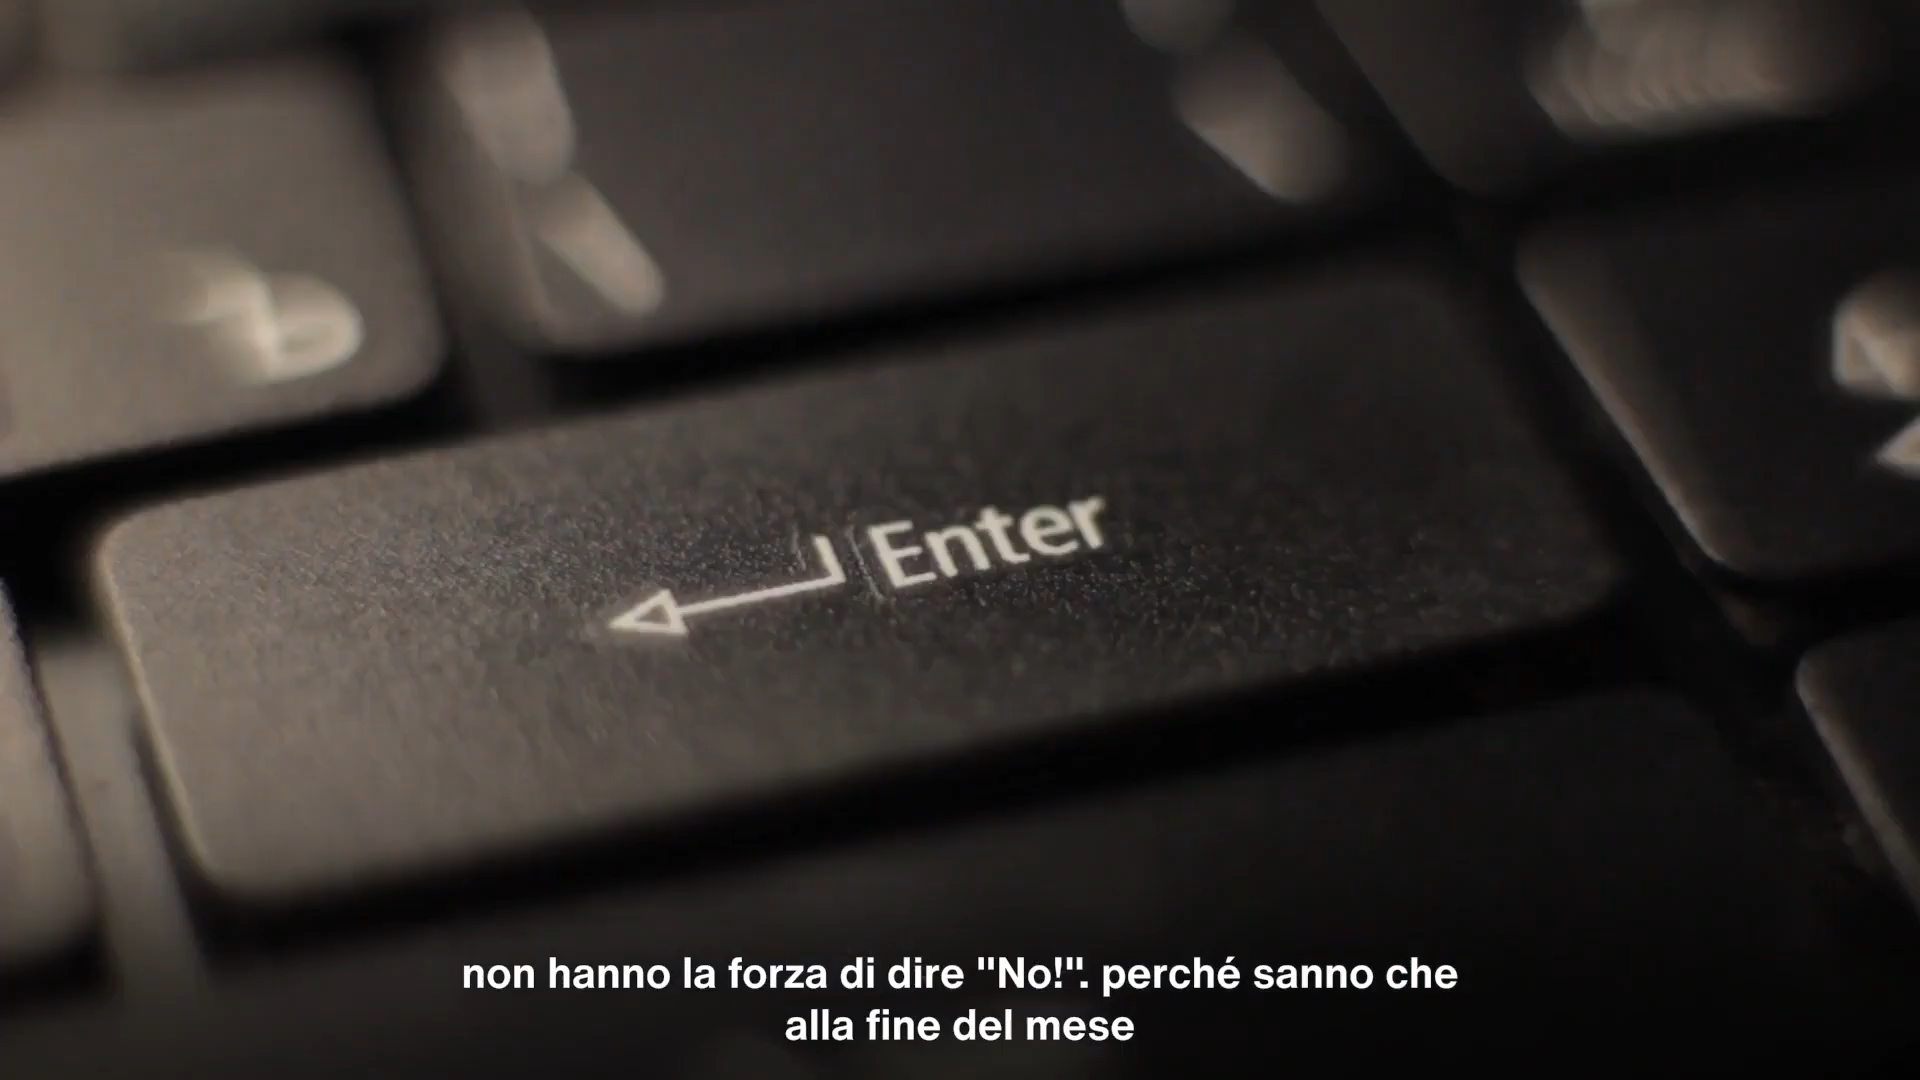 Enter
non hanno la forza di dire "No!". perché sanno che
alla fine del mese